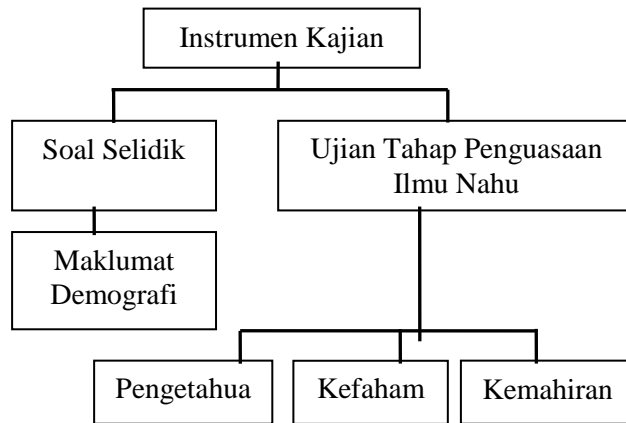 Instrumen Kajian
Soal Selidik
Ujian Tahap Penguasaan
Ilmu Nahu
Maklumat
Demografi
Pengetahua
Kefaham
Kemahiran